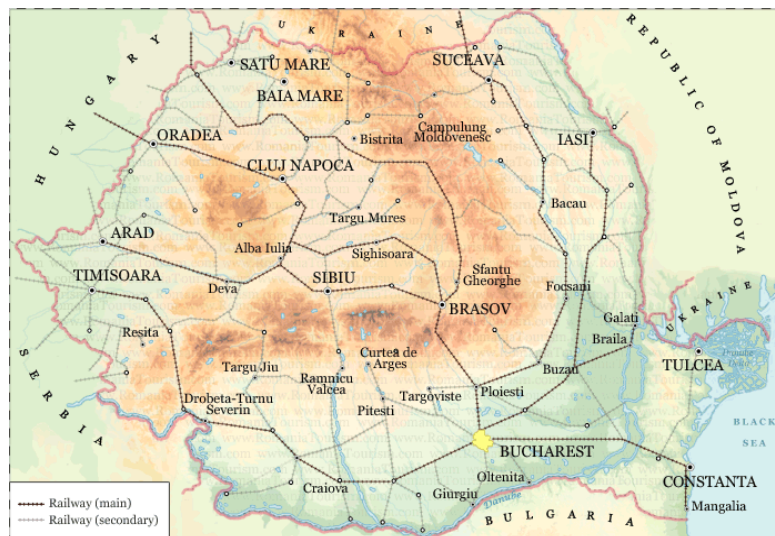 UKRAINE
HUNGARY
REPUBLIC OF MOLDOVA
SATU MARE
SUCEAVA
BAIA MARE
ORADEA
Bistrita
Campulung
Moldovenesc
IASI
CLUJ NAPOCA
Targu Mures
Bacau
ARAD
Alba Iulia
Sighisoara
TIMISOARA
Deva
SIBIU
Sfantu
Gheorghe
Focsani
BRASOV
UKRAINE
Galati
Braila
Resita
Curtea de
Arges
TULCEA
Danube
Delta
Targu Jiu
Ramnicu
Valcea
Buzau
SERBIA
Drobeta-Turnu
Severin
Pitesti
Targoviste
Ploiesti
BLACK
SEA
BUCHAREST
Craiova
Oltenita
CONSTANTA
Giurgiu
Danube
Mangalia
BULGARIA
Railway (main)
Railway (secondary)